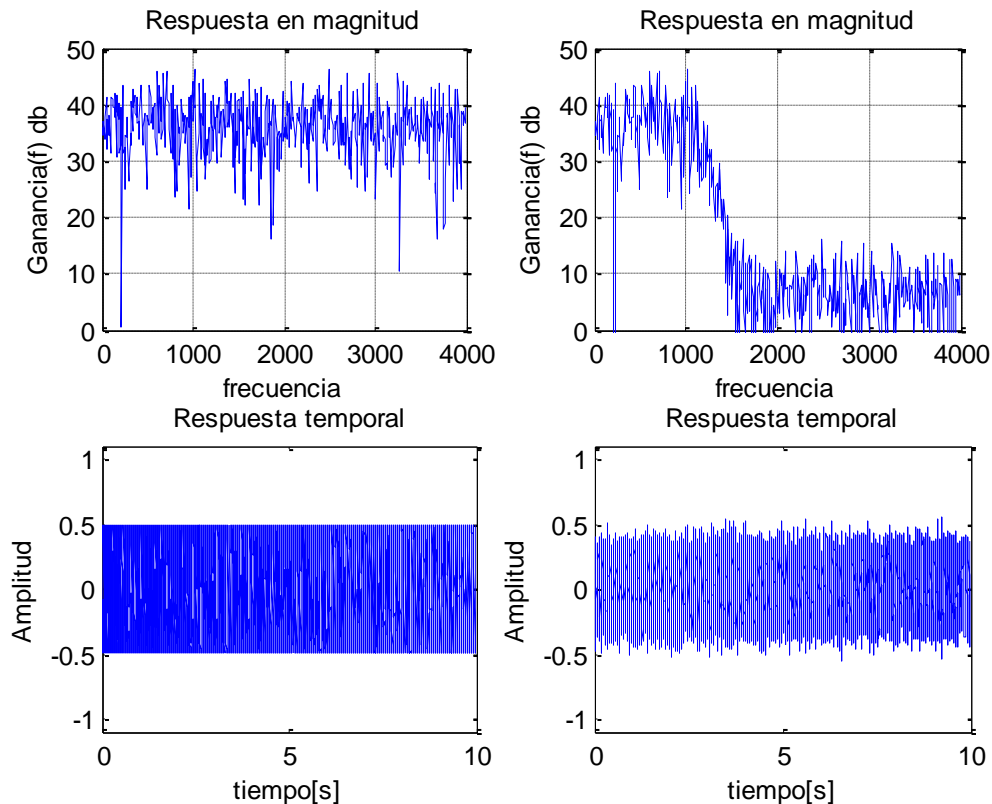 Respuesta en magnitud
50
40
30
20
10
0
Ganancia(f) db
0 1000 2000 3000 4000
frecuencia
Respuesta en magnitud
50
40
30
20
10
0
Ganancia(f) db
0 1000 2000 3000 4000
frecuencia
Respuesta temporal
1
0.5
0
-0.5
-1
Amplitud
0 5 10
tiempo[s]
Respuesta temporal
1
0.5
0
-0.5
-1
Amplitud
0 5 10
tiempo[s]